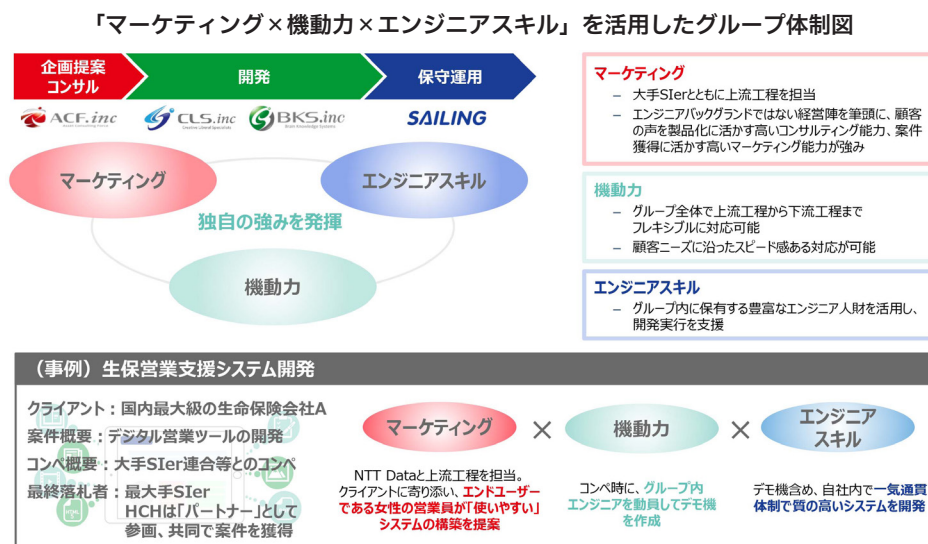 「マーケティング×機動力×エンジニアスキル」を活用したグループ体制図
企画提案
コンサル
開発
保守運用
ACF.inc
CLS.inc
BKS.inc
SAILING
マーケティング
エンジニアスキル
独自の強みを発揮
機動力
マーケティング
– 大手SIerとともに上流工程を担当
– エンジニアバックグランドではない経営陣を筆頭に、顧客
の声を製品化に活かす高いコンサルティング能力、案件
獲得に活かす高いマーケティング能力が強み
機動力
– グループ全体で上流工程から下流工程まで
フレキシブルに対応可能
– 顧客ニーズに沿ったスピード感ある対応が可能
エンジニアスキル
– グループ内に保有する豊富なエンジニア人財を活用し、
開発実行を支援
（事例）生保営業支援システム開発
クライアント：国内最大級の生命保険会社A
案件概要：デジタル営業ツールの開発
コンペ概要：大手SIer連合等とのコンペ
最終落札者：最大手SIer
HCHは「パートナー」として
参画、共同で案件を獲得
マーケティング
×
機動力
×
エンジニア
スキル
NTT Dataと上流工程を担当。
クライアントに寄り添い、エンドユーザー
である女性の営業員が「使いやすい」
システムの構築を提案
コンペ時に、グループ内
エンジニアを動員してデモ機
を作成
デモ機含め、自社内で一気通貫
体制で質の高いシステムを開発